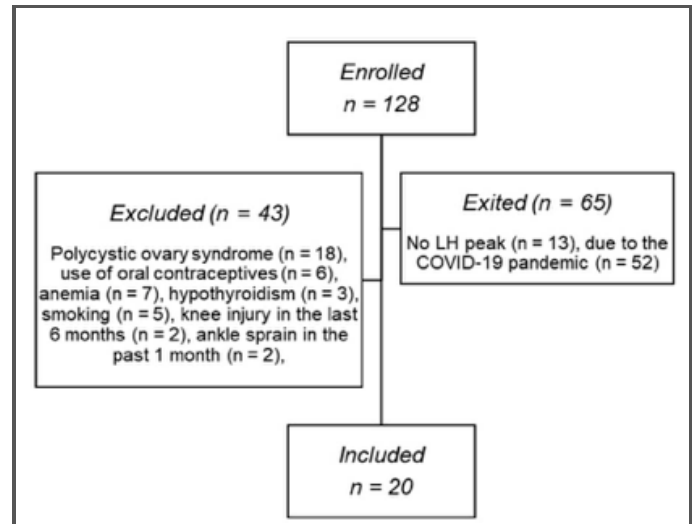 Enrolled
n = 128
Excluded (n = 43)
Polycystic ovary syndrome (n = 18),
use of oral contraceptives (n = 6),
anemia (n = 7), hypothyroidism (n = 3),
smoking (n = 5), knee injury in the last
6 months (n = 2), ankle sprain in the
past 1 month (n = 2),
Exited (n = 65)
No LH peak (n = 13), due to the
COVID-19 pandemic (n = 52)
Included
n = 20